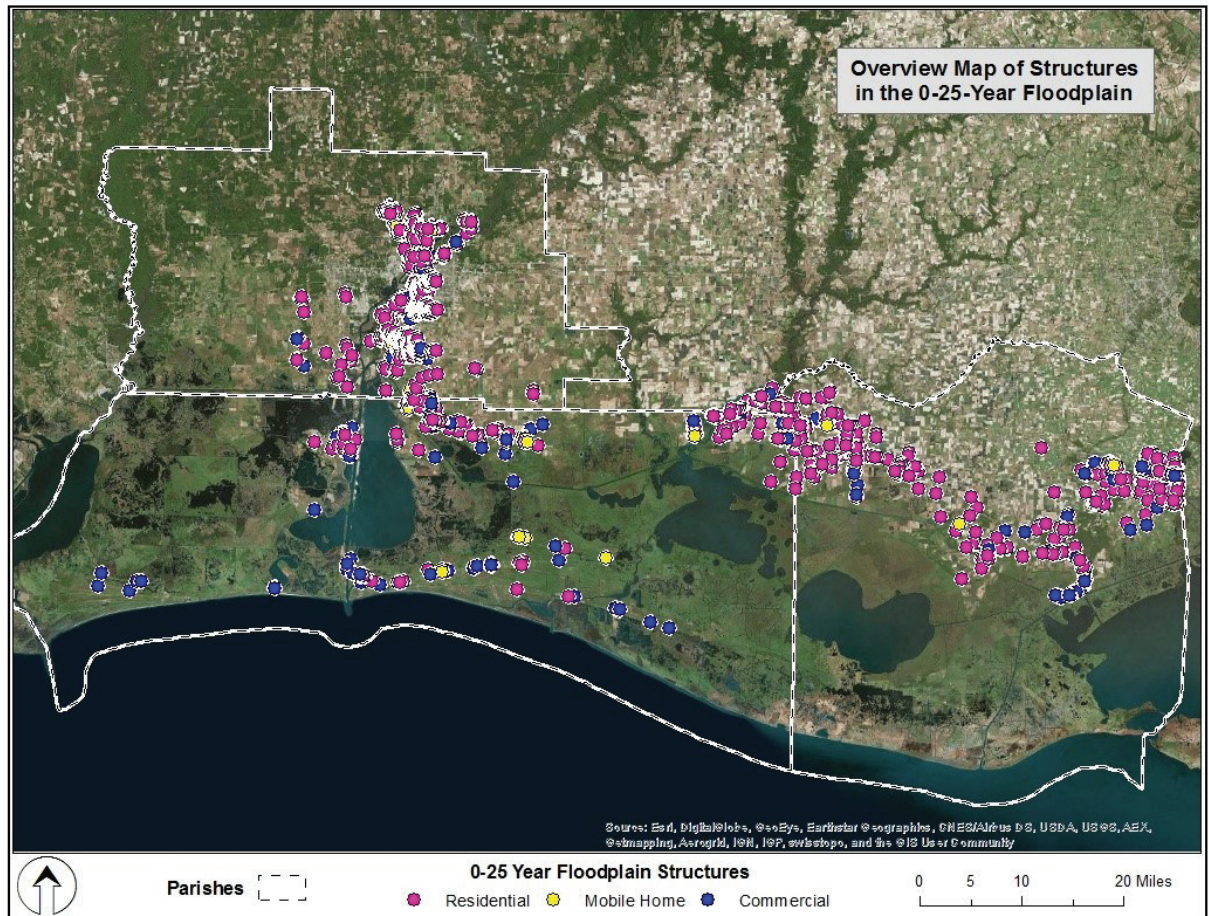 Overview Map of Structures
in the 0-25-Year Floodplain
Source: Esri, DigitalGlobe, GeoEye, Earthstar Geographics, CNES/Airbus DS, USDA, USGS, AEX,
Getmapping, Aerogrid, IGN, IGP, swisstopo, and the GIS User Community
Parishes
0-25 Year Floodplain Structures
Residential Mobile Home Commercial
0 5 10 20 Miles